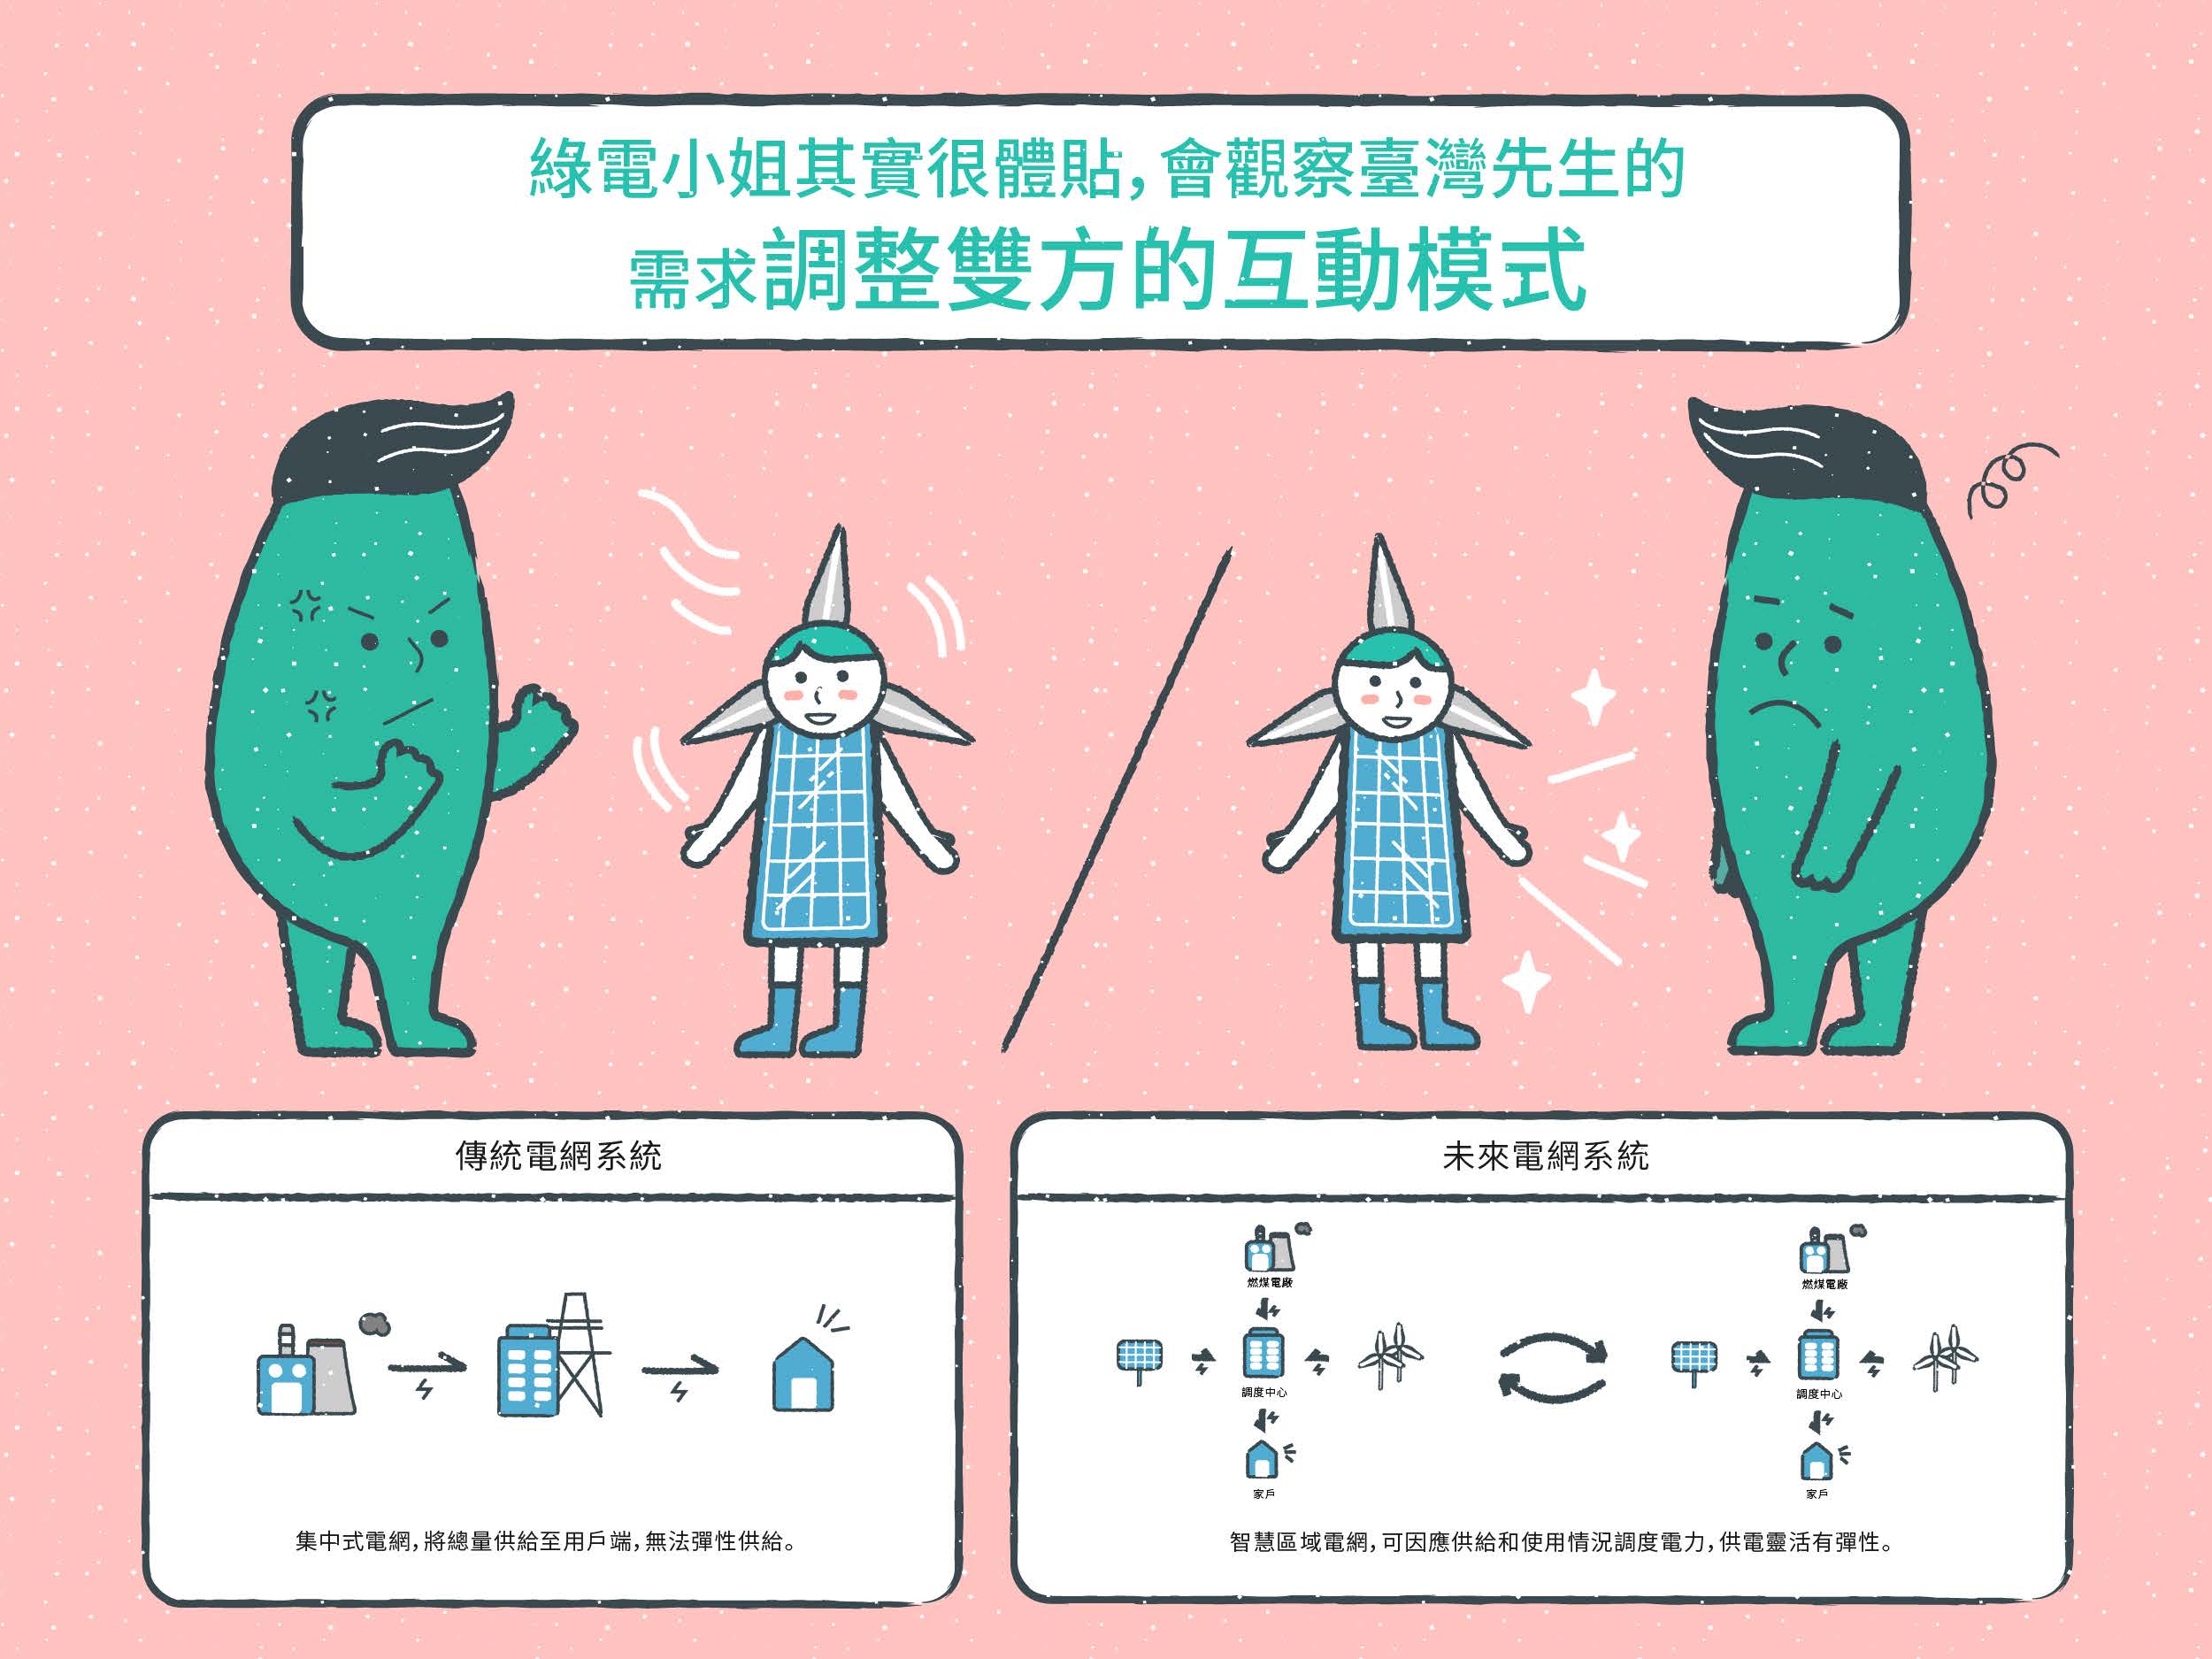 綠電小姐其實很體貼，會觀察臺灣先生的
需求調整雙方的互動模式
傳統電網系統
集中式電網，將總量供給至用戶端，無法彈性供給。
未來電網系統
燃煤電廠
調度中心
家戶
燃煤電廠
調度中心
家戶
智慧區域電網，可因應供給和使用情況調度電力，供電靈活有彈性。